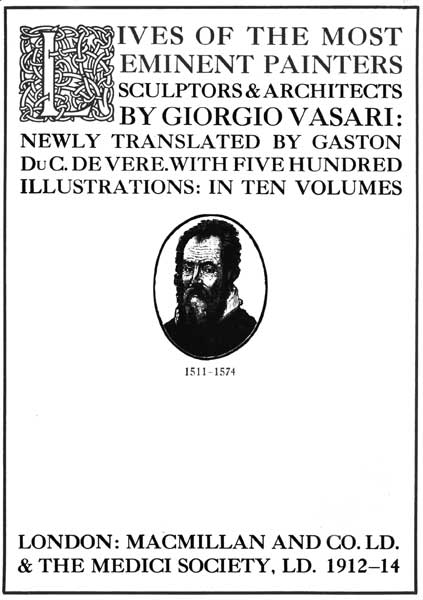 LIVES OF THE MOST
EMINENT PAINTERS
SCULPTORS & ARCHITECTS
BY GIORGIO VASARI:
NEWLY TRANSLATED BY GASTON
DU C. DE VERE. WITH FIVE HUNDRED
ILLUSTRATIONS: IN TEN VOLUMES
1511–1574
LONDON: MACMILLAN AND CO. LD.
& THE MEDICI SOCIETY, LD. 1912–14